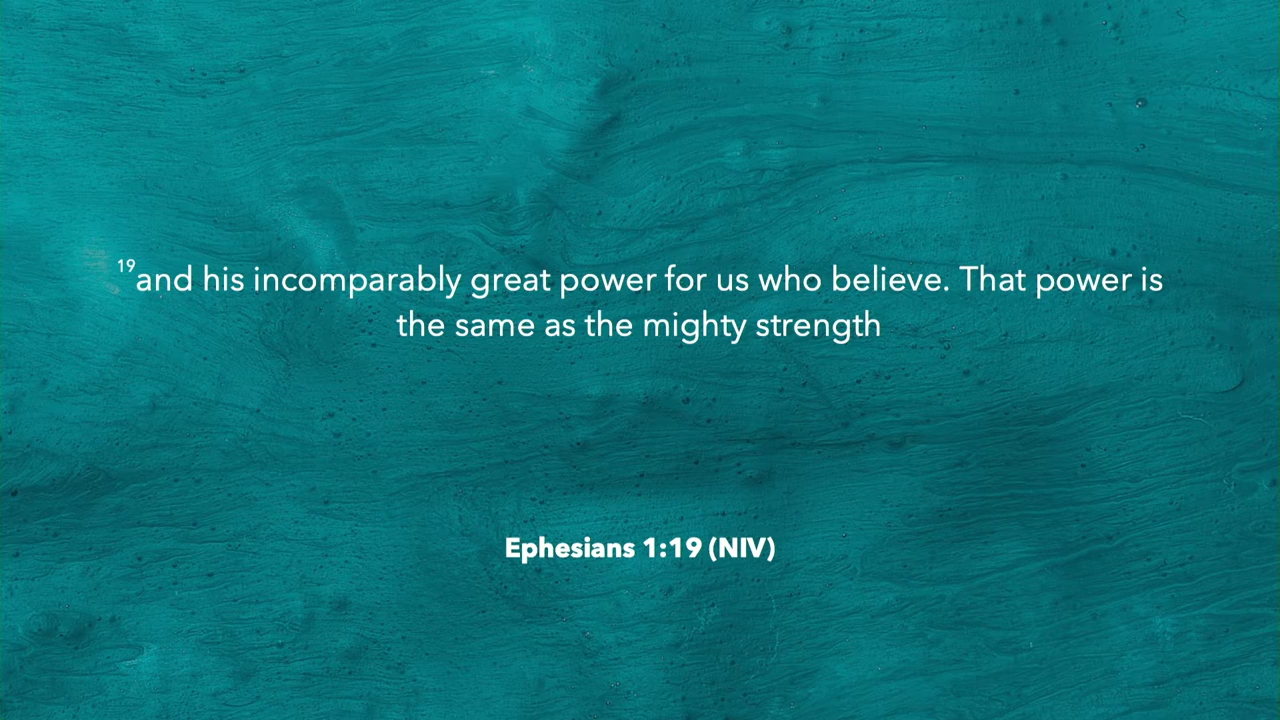 ¹⁹and his incomparably great power for us who believe. That power is
the same as the mighty strength
Ephesians 1:19 (NIV)